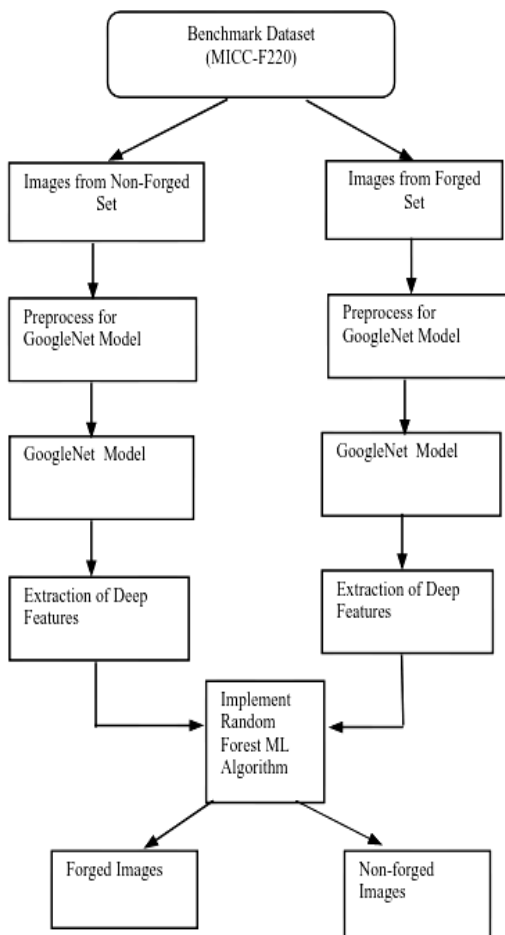 Benchmark Dataset
(MICC-F220)
Images from Non-Forged
Set
Images from Forged
Set
Preprocess for
GoogleNet Model
Preprocess for
GoogleNet Model
GoogleNet Model
GoogleNet Model
Extraction of Deep
Features
Extraction of Deep
Features
Implement
Random
Forest ML
Algorithm
Forged Images
Non-forged
Images